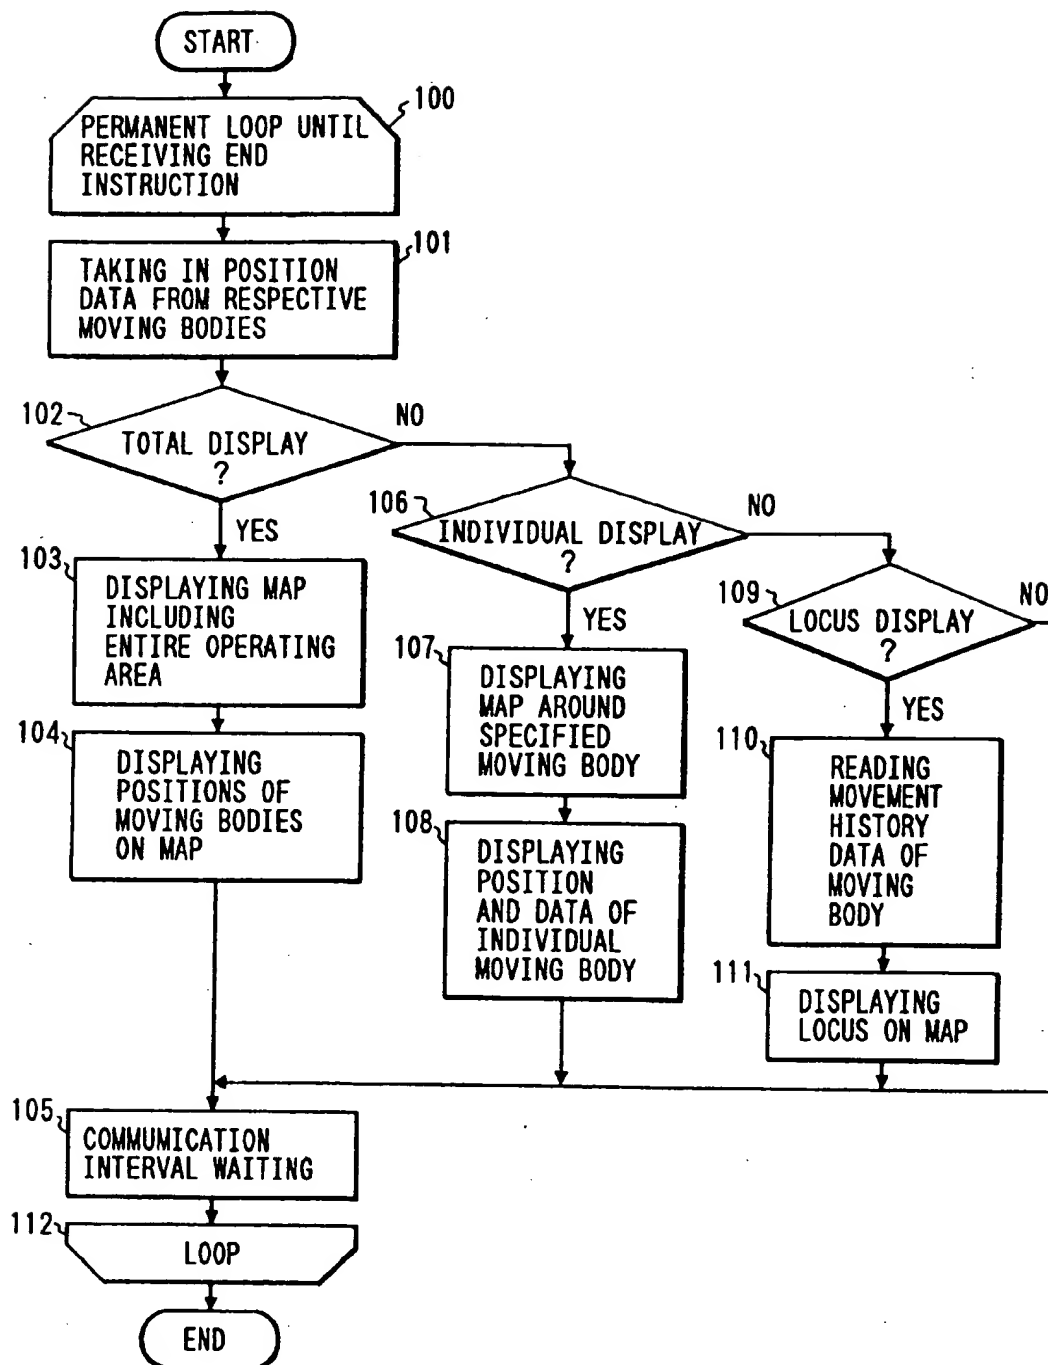 START
100
PERMANENT LOOP UNTIL
RECEIVING END
INSTRUCTION
101
TAKING IN POSITION
DATA FROM RESPECTIVE
MOVING BODIES
102
TOTAL DISPLAY
?
NO
YES
103
DISPLAYING MAP
INCLUDING
ENTIRE OPERATING
AREA
104
DISPLAYING
POSITIONS OF
MOVING BODIES
ON MAP
106
INDIVIDUAL DISPLAY
?
NO
YES
107
DISPLAYING
MAP AROUND
SPECIFIED
MOVING BODY
108
DISPLAYING
POSITION
AND DATA OF
INDIVIDUAL
MOVING BODY
109
LOCUS DISPLAY
?
NO
YES
110
READING
MOVEMENT
HISTORY
DATA OF
MOVING
BODY
111
DISPLAYING
LOCUS ON MAP
105
COMMUMICATION
INTERVAL WAITING
112
LOOP
END